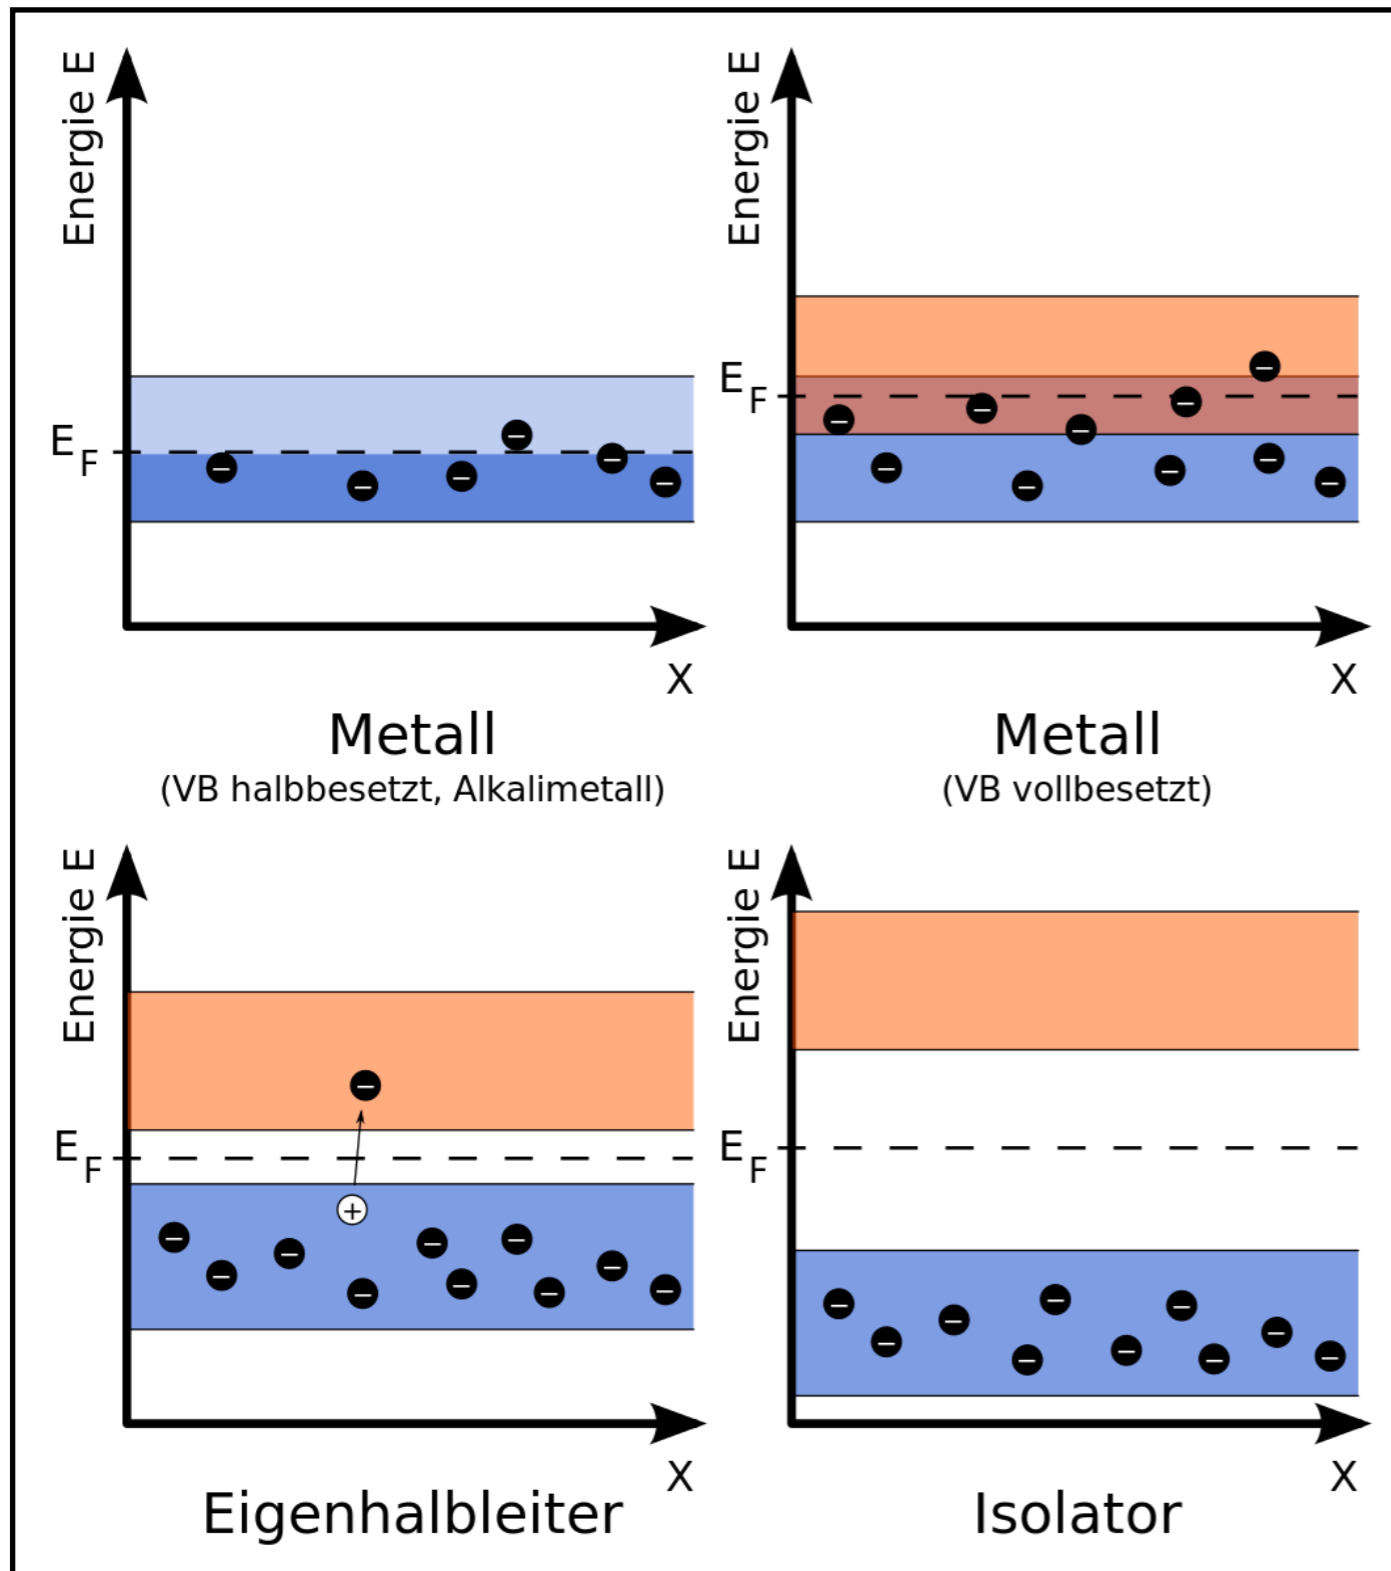 Energie E
E F
X
Metall
(VB halbbesetzt, Alkalimetall)
Energie E
E F
X
Metall
(VB vollbesetzt)
Energie E
E F
– – – – – – – – – – +
X
Eigenhalbleiter
Energie E
E F
X
Isolator